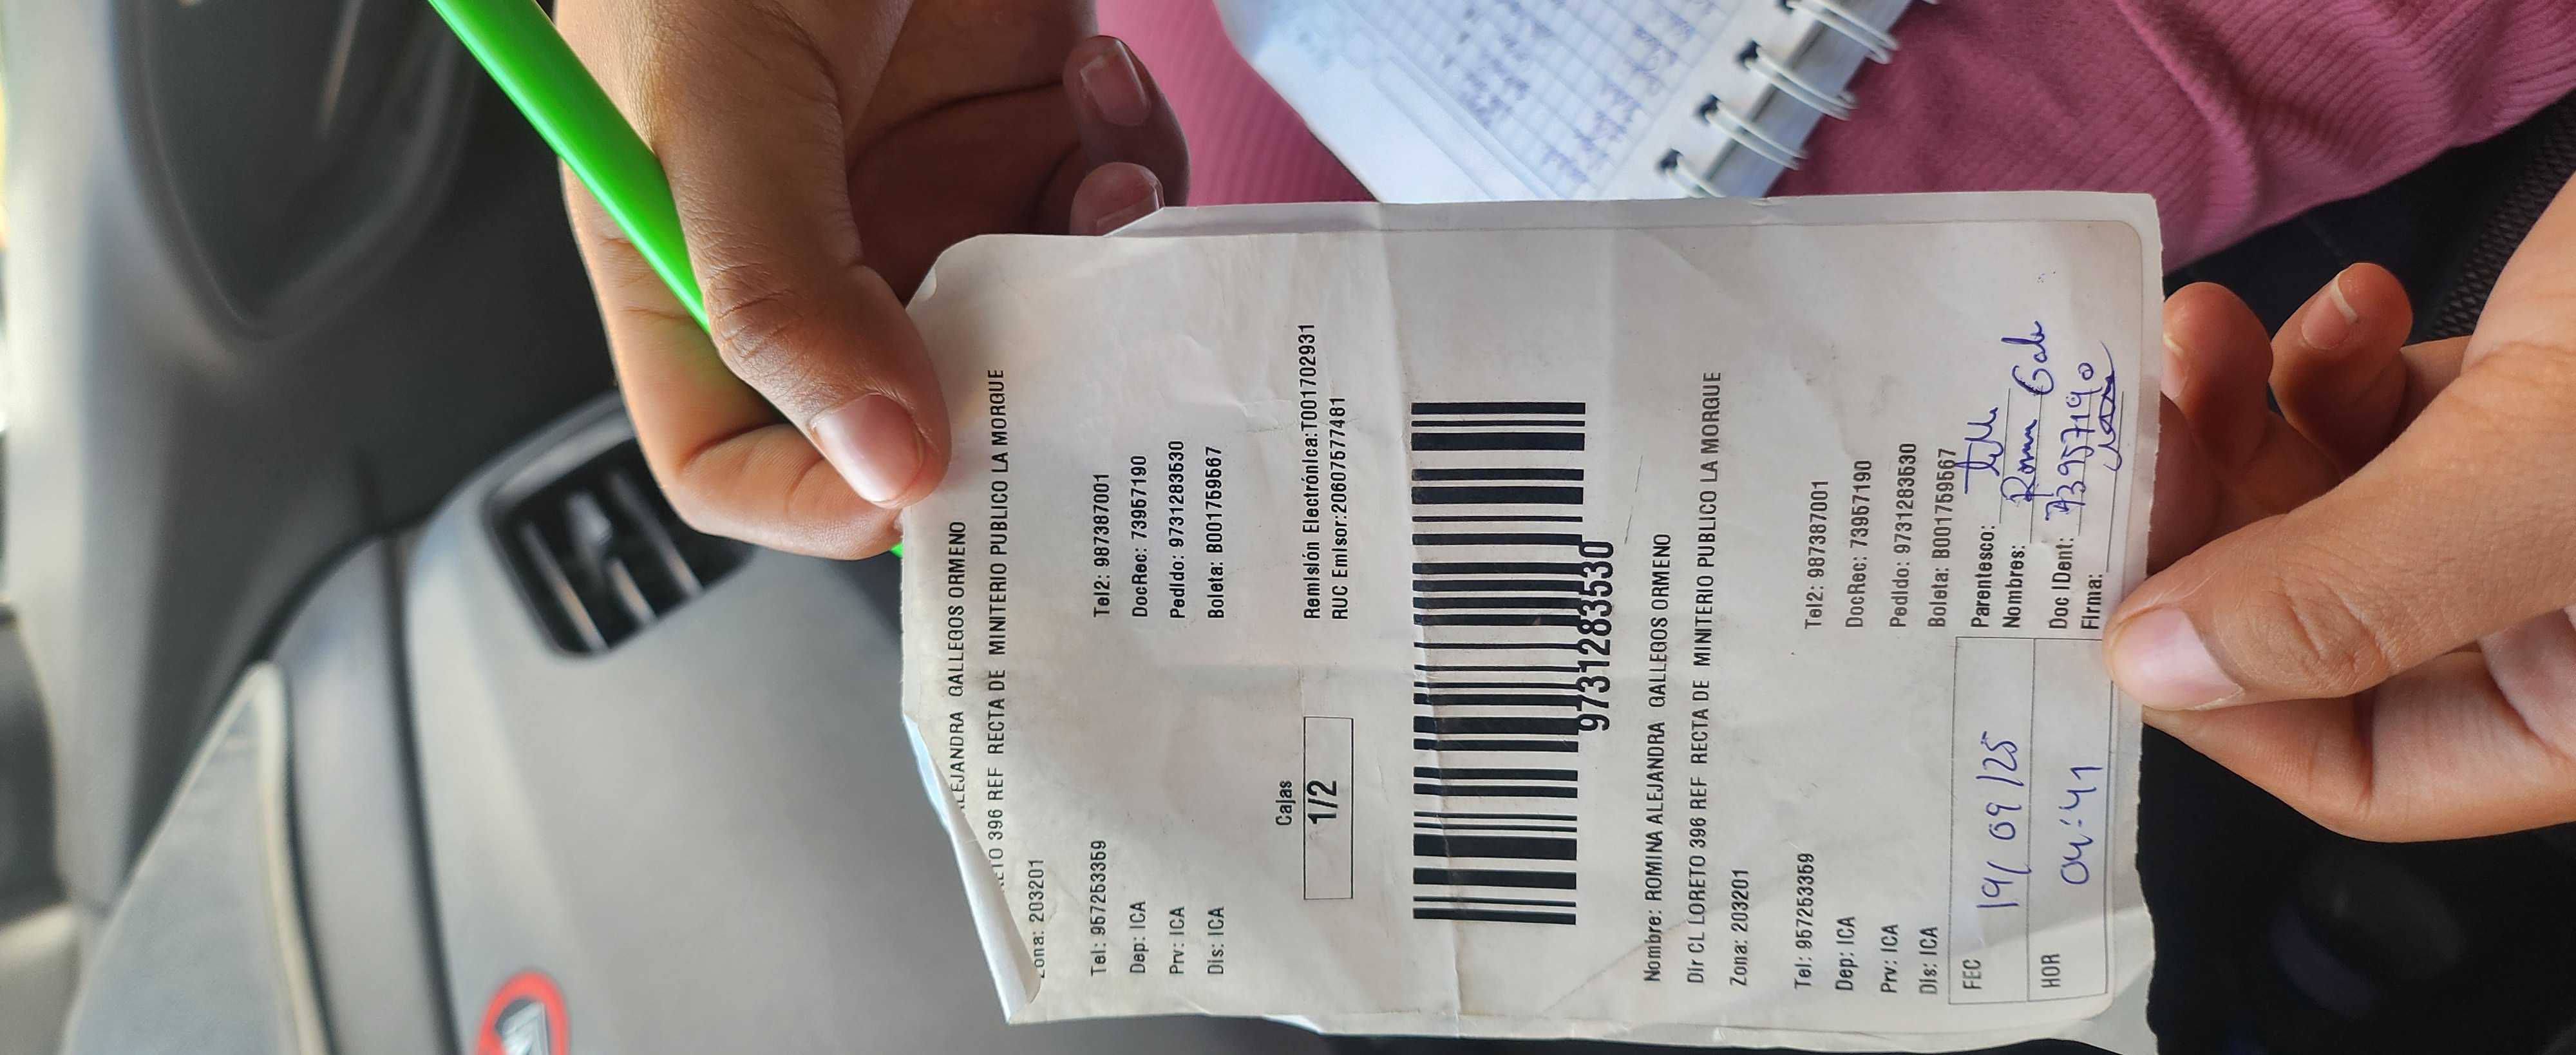 LEJANDRA GALLEGOS ORMENO
ETO 396 REF RECTA DE MINITERIO PUBLICO LA MORGUE
Zona: 203201
Tel: 957253359 Tel2: 987387001
Dep: ICA DocRec: 73957190
Prv: ICA Pedido: 9731283530
Dis: ICA Boleta: B001759567
Cajas
1/2
Remisión Electrónica:T001702931
RUC Emisor:20607577481
9731283530
Nombre: ROMINA ALEJANDRA GALLEGOS ORMENO
Dir CL LORETO 396 REF RECTA DE MINITERIO PUBLICO LA MORGUE
Zona: 203201
Tel: 957253359 Tel2: 987387001
Dep: ICA DocRec: 73957190
Prv: ICA Pedido: 9731283530
Dis: ICA Boleta: B001759567
FEC 19/09/25
HOR 04:41
Parentesco:
Nombres:
Doc IDent: 73957190
Firma: